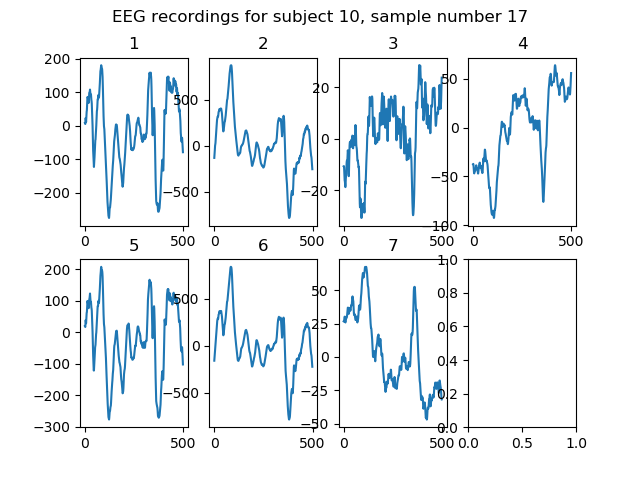 EEG recordings for subject 10, sample number 17
1 2 3 4
200 100 0 −100 −200
500 0 −500
20 0 −20
50 0 −50 −100
0 500 0 500 0 500 0 500
5 6 7
200 100 0 −100 −200 −300
500 0 −500
50 25 0 −25 −50
1.0 0.8 0.6 0.4 0.2 0.0
0 500 0 500 0 500 0.0 0.5 1.0